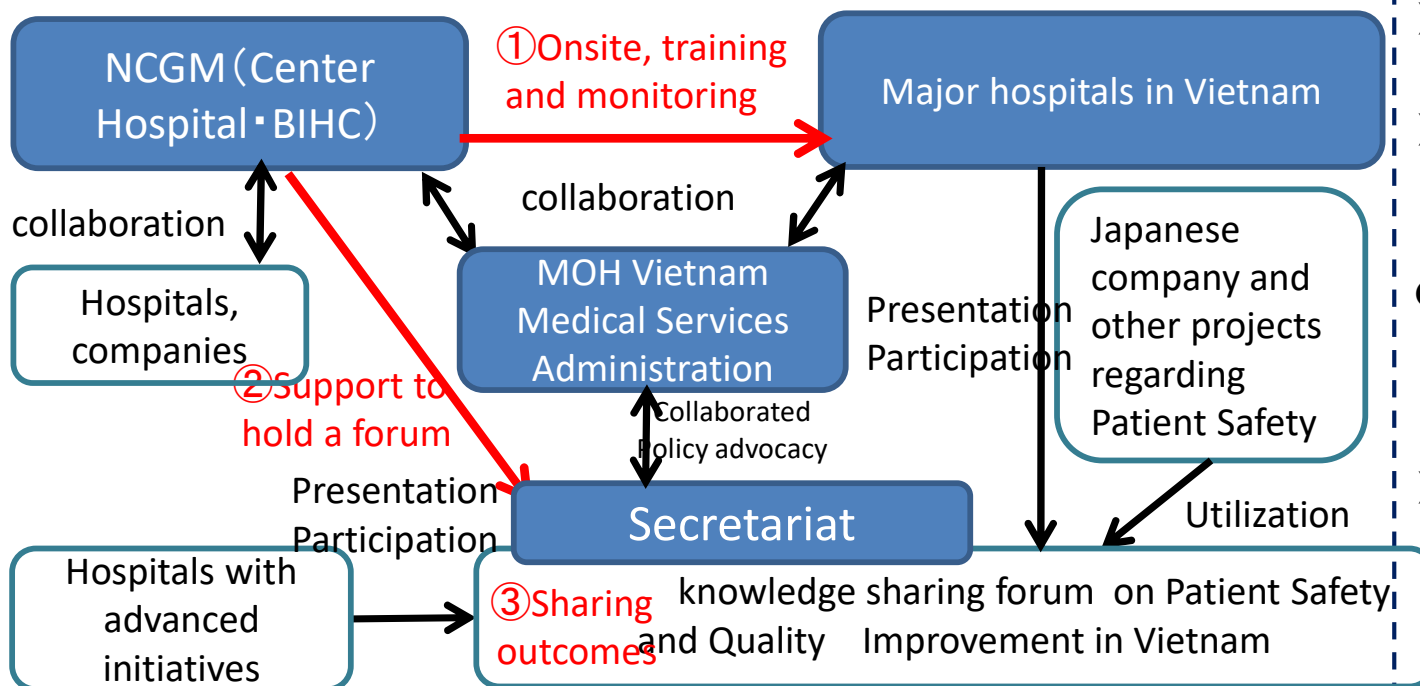 NCGM（Center
Hospital・BIHC）
①Onsite, training
and monitoring
Major hospitals in Vietnam
collaboration
collaboration
Hospitals,
companies
MOH Vietnam
Medical Services
Administration
Presentation
Participation
Japanese
company and
other projects
regarding
Patient Safety
②Support to
hold a forum
Collaborated
Policy advocacy
Presentation
Participation
Secretariat
Utilization
Hospitals with
advanced
initiatives
③Sharing
outcomes
knowledge sharing forum on Patient Safety
and Quality Improvement in Vietnam